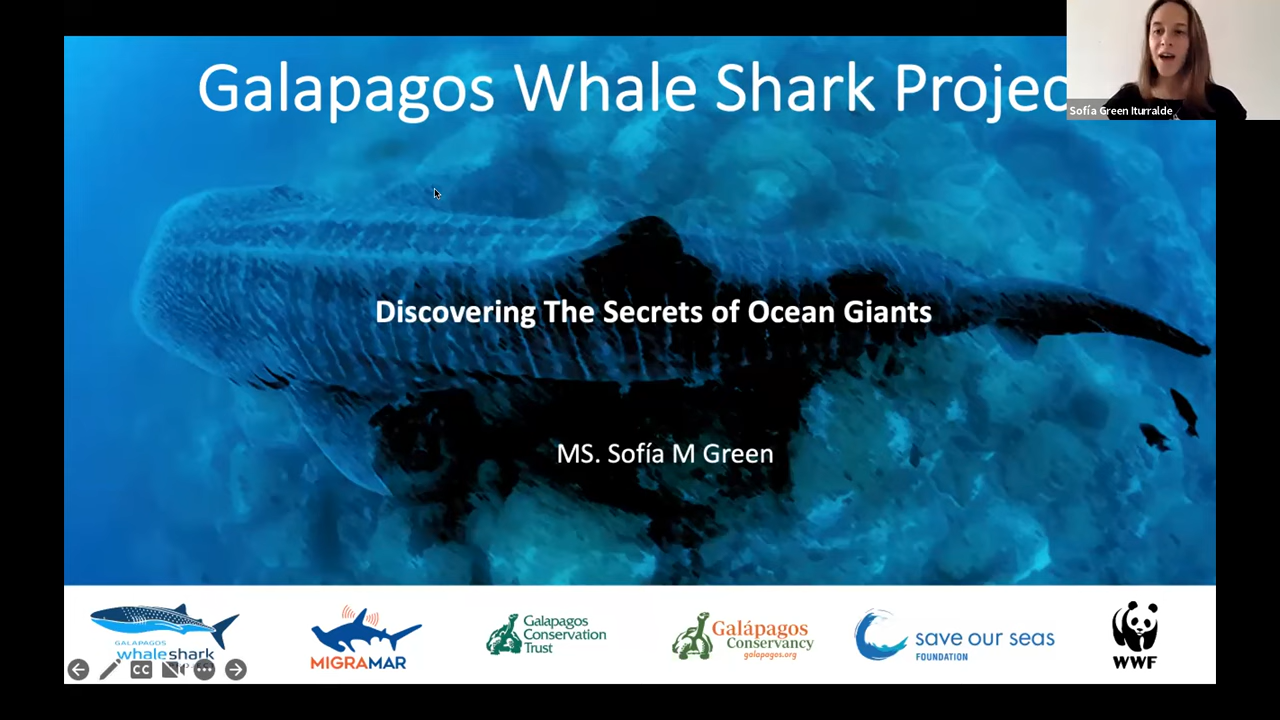 Galapagos Whale Shark Projec
Sofía Green Iturralde
Discovering The Secrets of Ocean Giants
MS. Sofía M Green
GALAPAGOS
whaleshark
MIGRAMAR
Galapagos
Conservation
Trust
Galápagos
Conservancy
galapagos.org
save our seas
FOUNDATION
WWF
CC